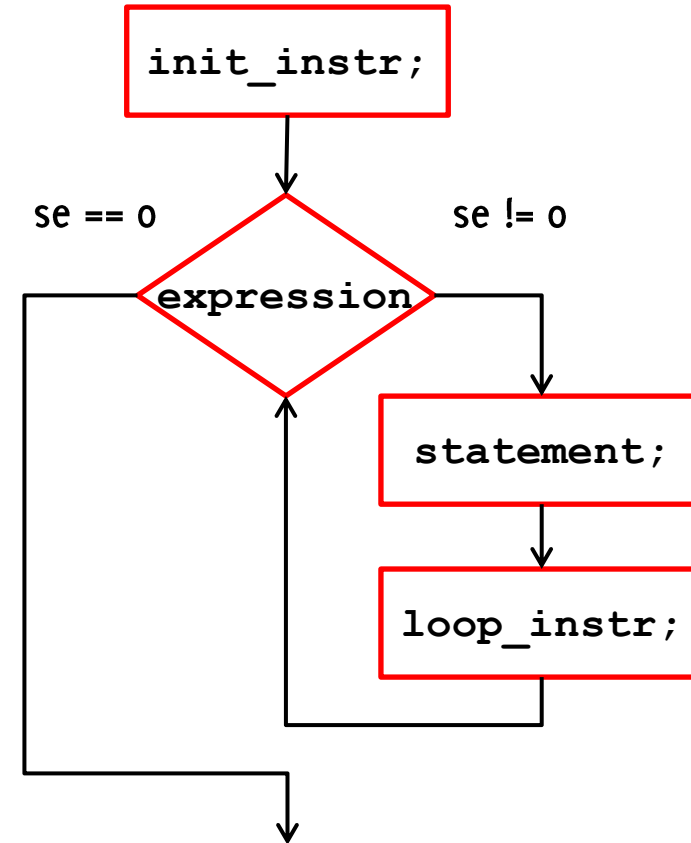 init_instr;
se == 0
se != 0
expression
statement;
loop_instr;